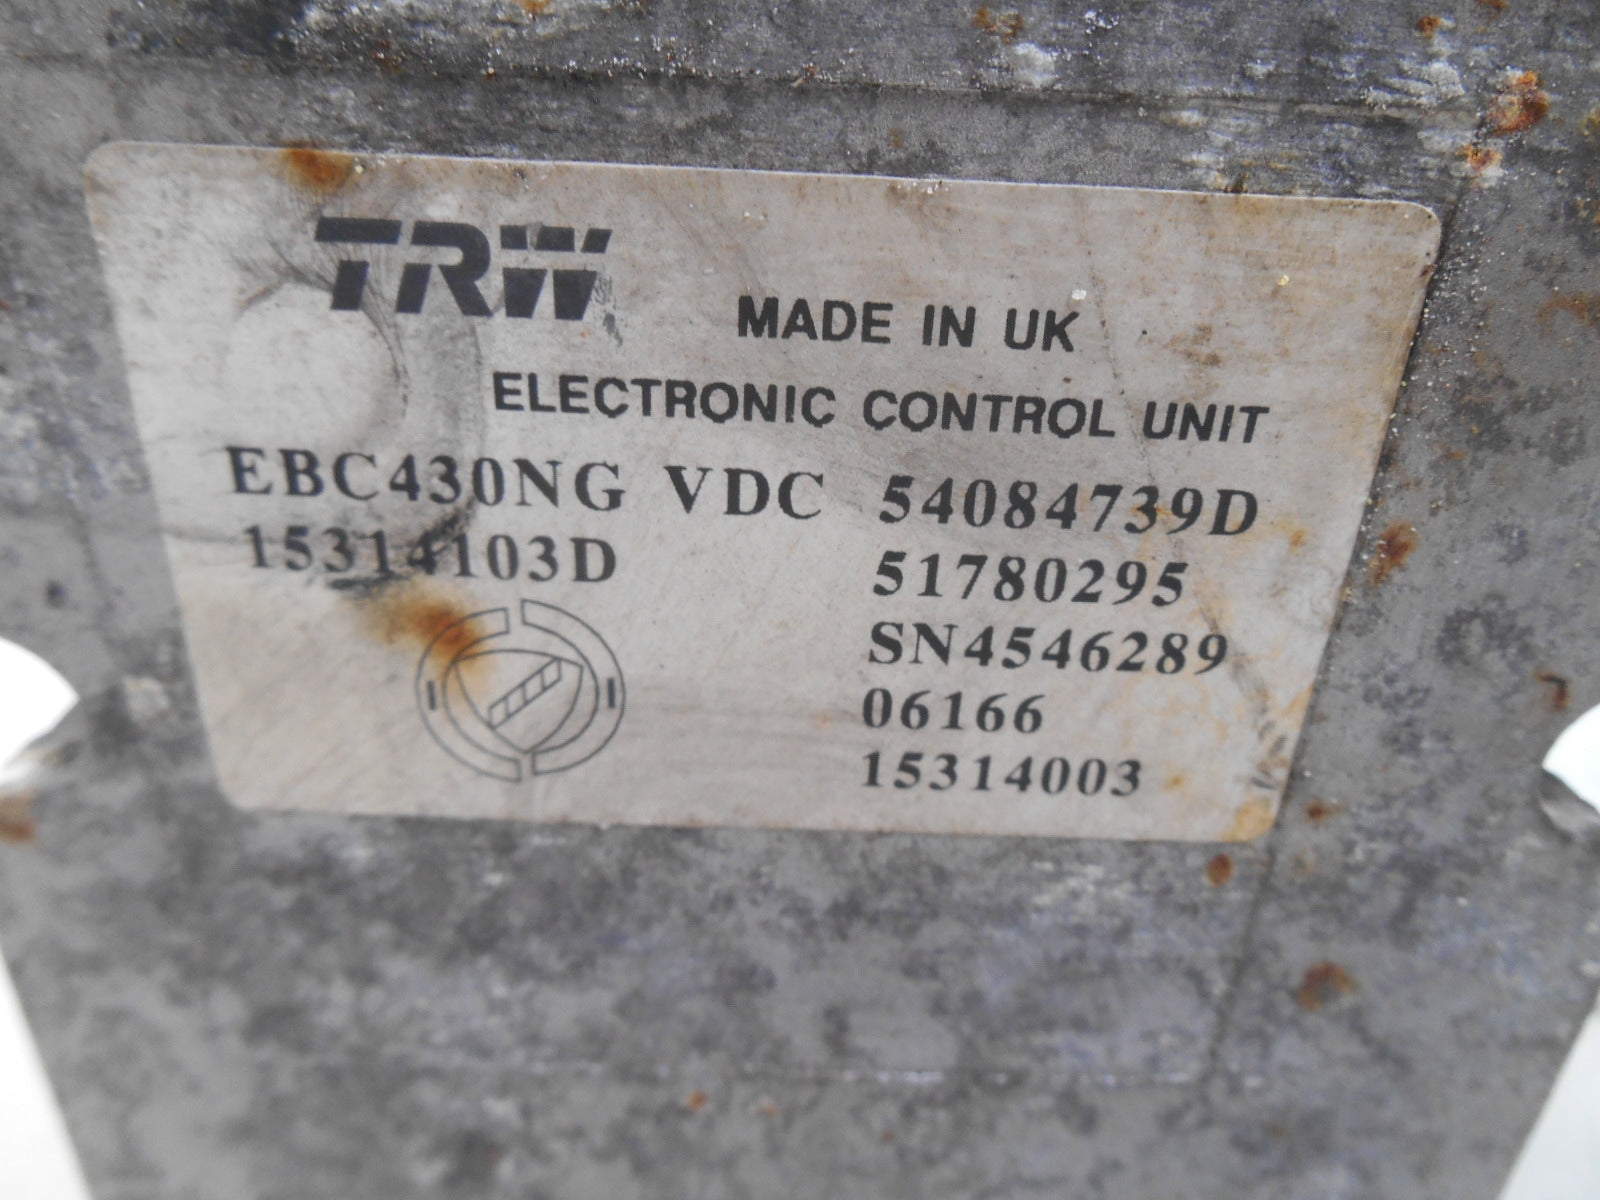 TRW
MADE IN UK
ELECTRONIC CONTROL UNIT
EBC430NG VDC 54084739D
15314103D 51780295
SN4546289
06166
15314003